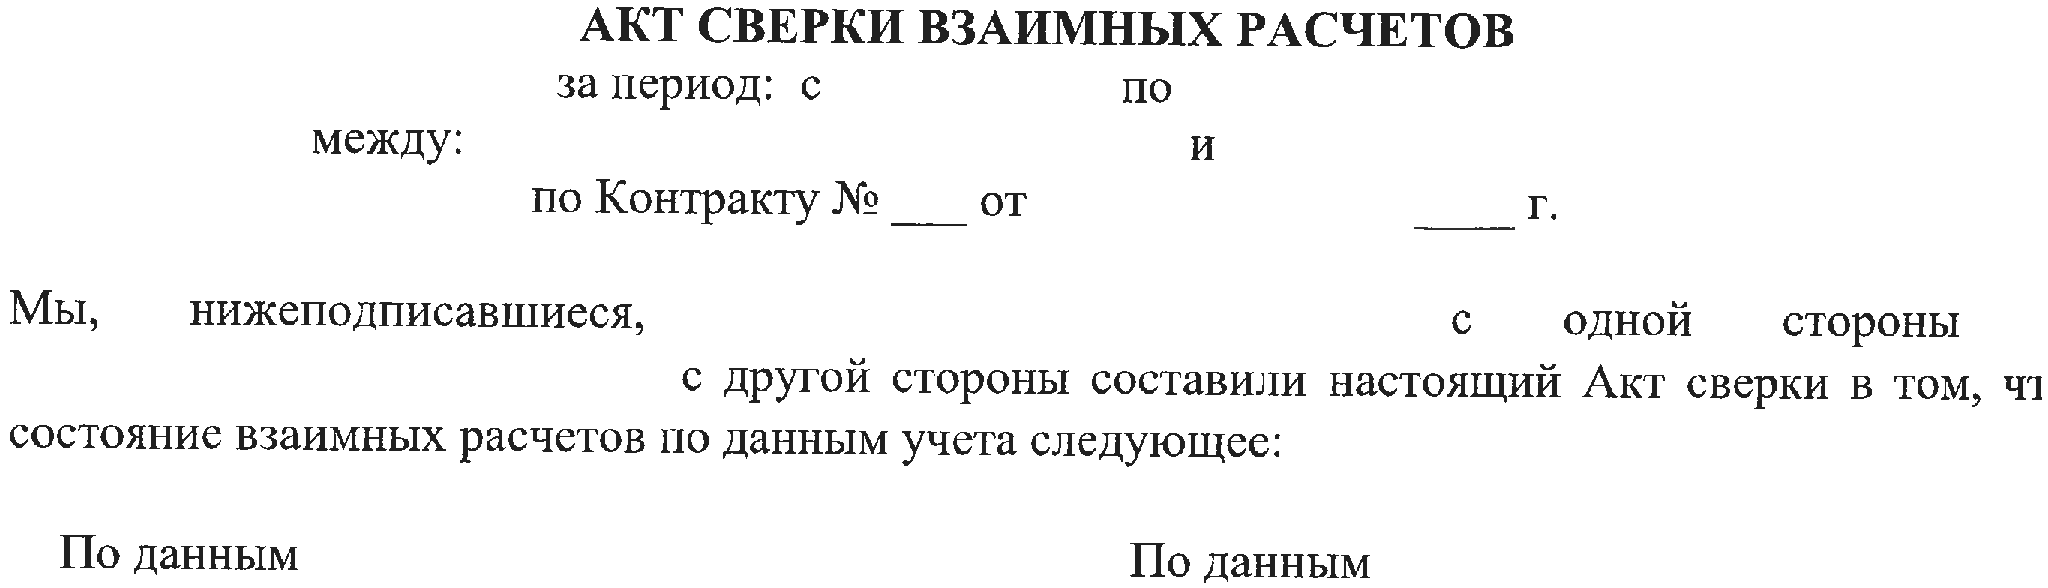 АКТ СВЕРКИ ВЗАИМНЫХ РАСЧЕТОВ
за период: с по
между: и
по Контракту № ___ от ____ г.
Мы, нижеподписавшиеся, с одной стороны
с другой стороны составили настоящий Акт сверки в том,
состояние взаимных расчетов по данным учета следующее:
По данным По данным